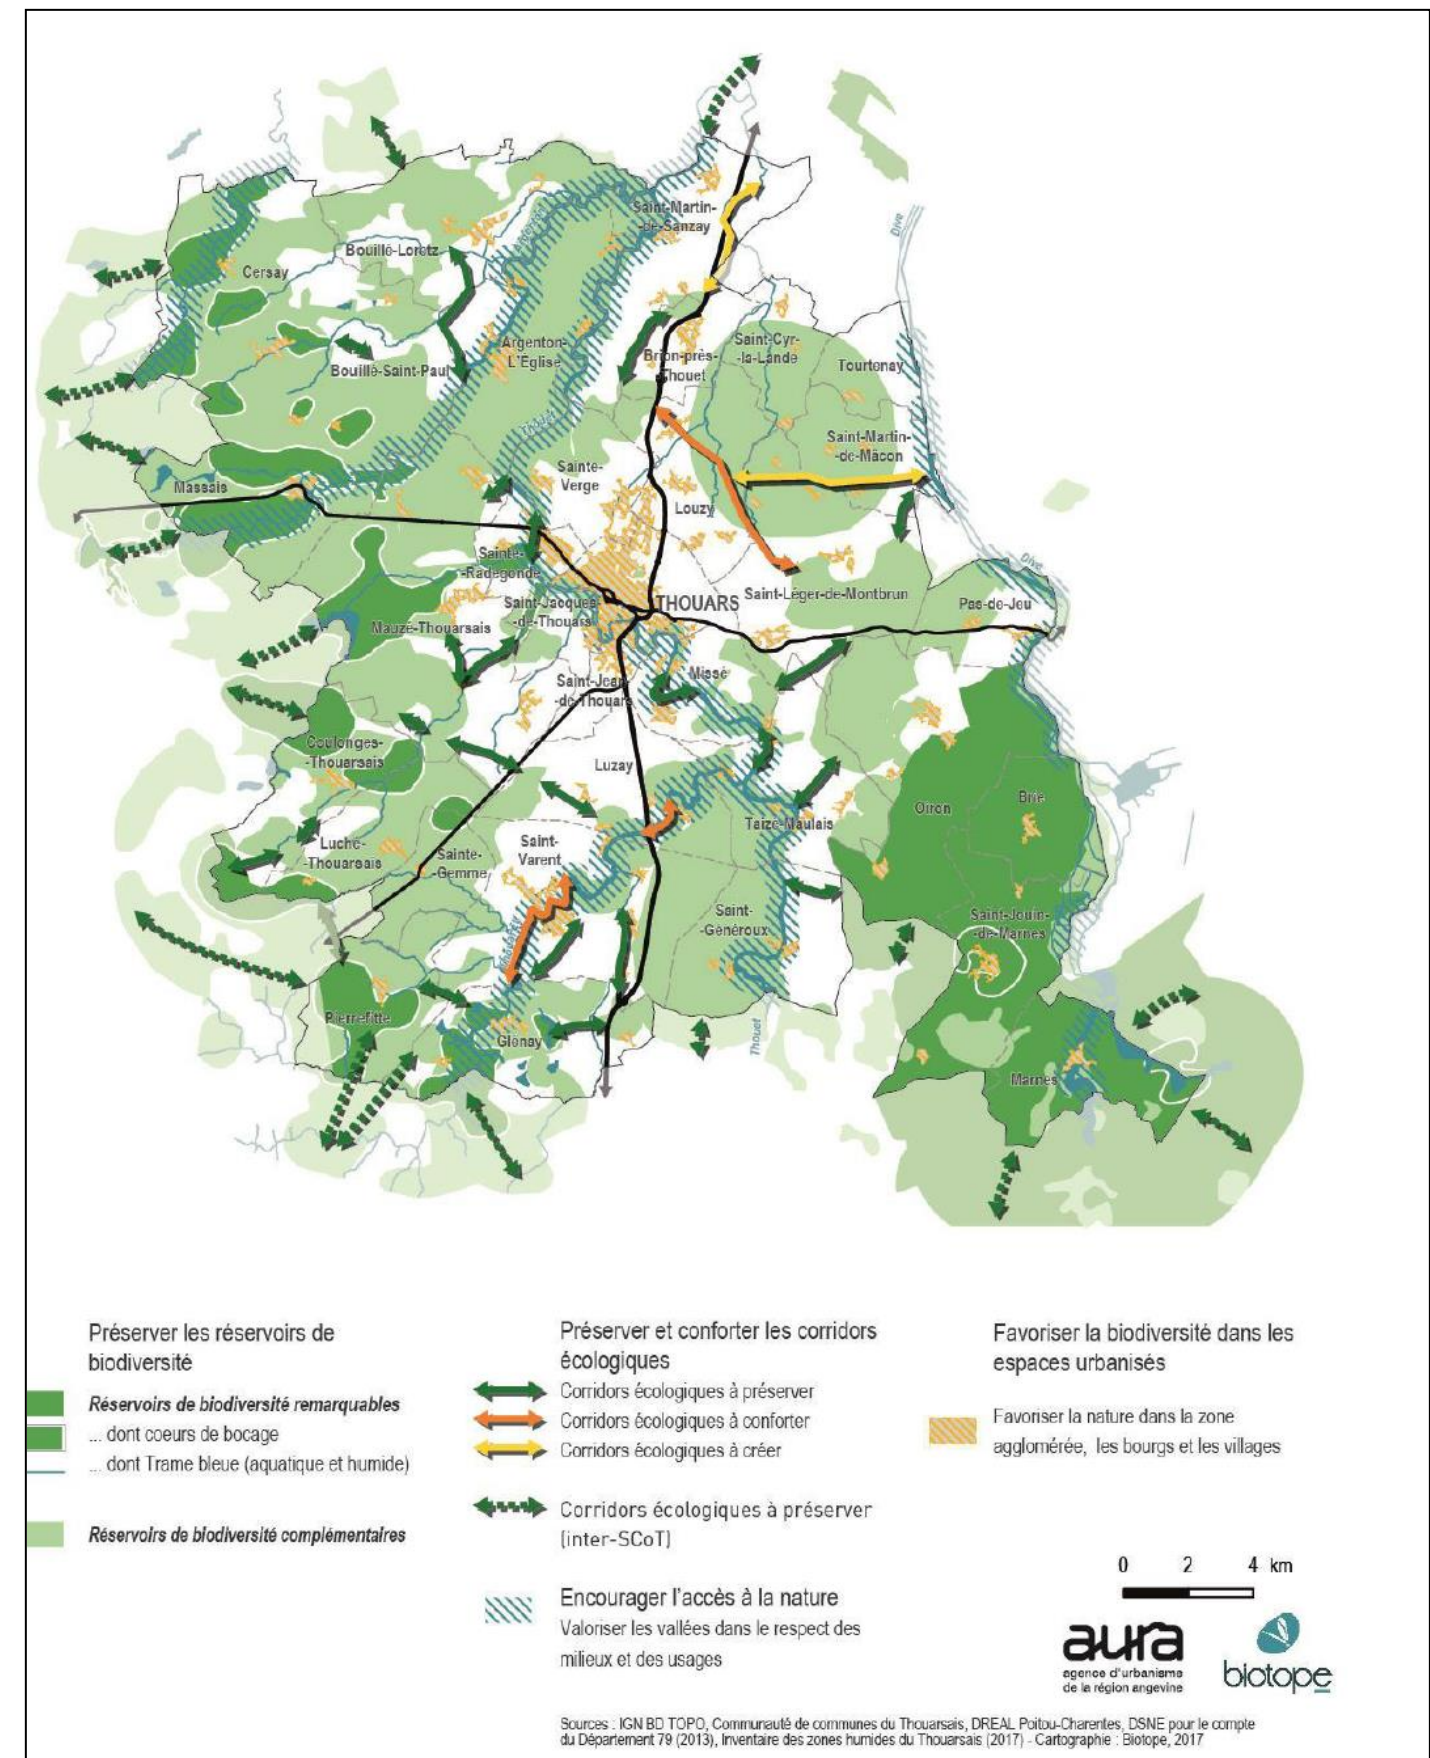 Saint-Martin-
-de-Sanzay
Dive
Argenton
Bouillé-Loretz
Cersay
Saint-Cyr-
-la-Lande
Argenton-
L'Église
Brion-près-
Thouet
Tourtenay
Bouillé-Saint-Paul
Thouet
Saint-Martin-
-de-Mâcon
Sainte-
Verge
Massais
Louzy
Sainte-
-Radegonde
Dive
Saint-Léger-de-Montbrun
Saint-Jacques-
-de-Thouars
THOUARS
Pas-de-Jeu
Mauzé-Thouarsais
Missé
Saint-Jean-
-de-Thouars
Coulonges-
-Thouarsais
Luzay
Oiron
Brie
Taizé-Maulais
Luché-
-Thouarsais
Saint-
Varent
Sainte-
-Gemme
Saint-
-Généroux
Saint-Jouin-
-de-Marnes
Pierrefitte
Glénay
Thouet
Marnes
Préserver les réservoirs de
biodiversité
Réservoirs de biodiversité remarquables
... dont coeurs de bocage
... dont Trame bleue (aquatique et humide)
Réservoirs de biodiversité complémentaires
Préserver et conforter les corridors
écologiques
Corridors écologiques à préserver
Corridors écologiques à conforter
Corridors écologiques à créer
Corridors écologiques à préserver
(inter-SCoT)
Encourager l'accès à la nature
Valoriser les vallées dans le respect des
milieux et des usages
Favoriser la biodiversité dans les
espaces urbanisés
Favoriser la nature dans la zone
agglomérée, les bourgs et les villages
0 2 4 km
aura
agence d'urbanisme
de la région angevine
biotope
Sources : IGN BD TOPO, Communauté de communes du Thouarsais, DREAL Poitou-Charentes, DSNE pour le compte
du Département 79 (2013), Inventaire des zones humides du Thouarsais (2017) - Cartographie : Biotope, 2017